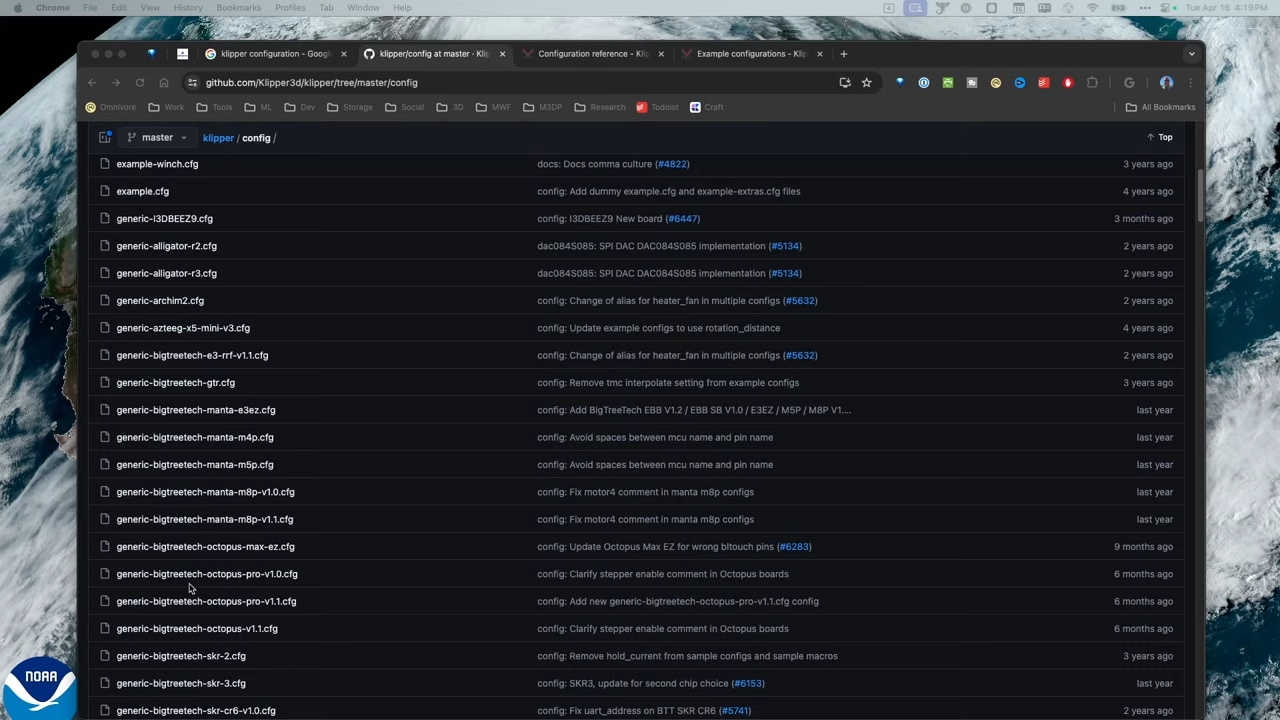 Chrome File Edit View History Bookmarks Profiles Tab Window Help Tue Apr 16 4:19PM
klipper configuration - Googl klipper/config at master · Klip Configuration reference - Klip Example configurations - Klip
github.com/Klipper3d/klipper/tree/master/config
Omnivore Work Tools ML Dev Storage Social 3D MWF M3DP Research Todoist Craft All Bookmarks
master klipper / config / Top
example-winch.cfg docs: Docs comma culture (#4822) 3 years ago
example.cfg config: Add dummy example.cfg and example-extras.cfg files 4 years ago
generic-I3DBEEZ9.cfg config: I3DBEEZ9 New board (#6447) 3 months ago
generic-alligator-r2.cfg dac084S085: SPI DAC DAC084S085 implementation (#5134) 2 years ago
generic-alligator-r3.cfg dac084S085: SPI DAC DAC084S085 implementation (#5134) 2 years ago
generic-archim2.cfg config: Change of alias for heater_fan in multiple configs (#5632) 2 years ago
generic-azteeg-x5-mini-v3.cfg config: Update example configs to use rotation_distance 4 years ago
generic-bigtreetech-e3-rrf-v1.1.cfg config: Change of alias for heater_fan in multiple configs (#5632) 2 years ago
generic-bigtreetech-gtr.cfg config: Remove tmc interpolate setting from example configs 3 years ago
generic-bigtreetech-manta-e3ez.cfg config: Add BigTreeTech EBB V1.2 / EBB SB V1.0 / E3EZ / M5P / M8P V1.... last year
generic-bigtreetech-manta-m4p.cfg config: Avoid spaces between mcu name and pin name last year
generic-bigtreetech-manta-m5p.cfg config: Avoid spaces between mcu name and pin name last year
generic-bigtreetech-manta-m8p-v1.0.cfg config: Fix motor4 comment in manta m8p configs last year
generic-bigtreetech-manta-m8p-v1.1.cfg config: Fix motor4 comment in manta m8p configs last year
generic-bigtreetech-octopus-max-ez.cfg config: Update Octopus Max EZ for wrong bltouch pins (#6283) 9 months ago
generic-bigtreetech-octopus-pro-v1.0.cfg config: Clarify stepper enable comment in Octopus boards 6 months ago
generic-bigtreetech-octopus-pro-v1.1.cfg config: Add new generic-bigtreetech-octopus-pro-v1.1.cfg config 6 months ago
generic-bigtreetech-octopus-v1.1.cfg config: Clarify stepper enable comment in Octopus boards 6 months ago
generic-bigtreetech-skr-2.cfg config: Remove hold_current from sample configs and sample macros 3 years ago
generic-bigtreetech-skr-3.cfg config: SKR3, update for second chip choice (#6153) last year
generic-bigtreetech-skr-cr6-v1.0.cfg config: Fix uart_address on BTT SKR CR6 (#5741) 2 years ago
NOAA